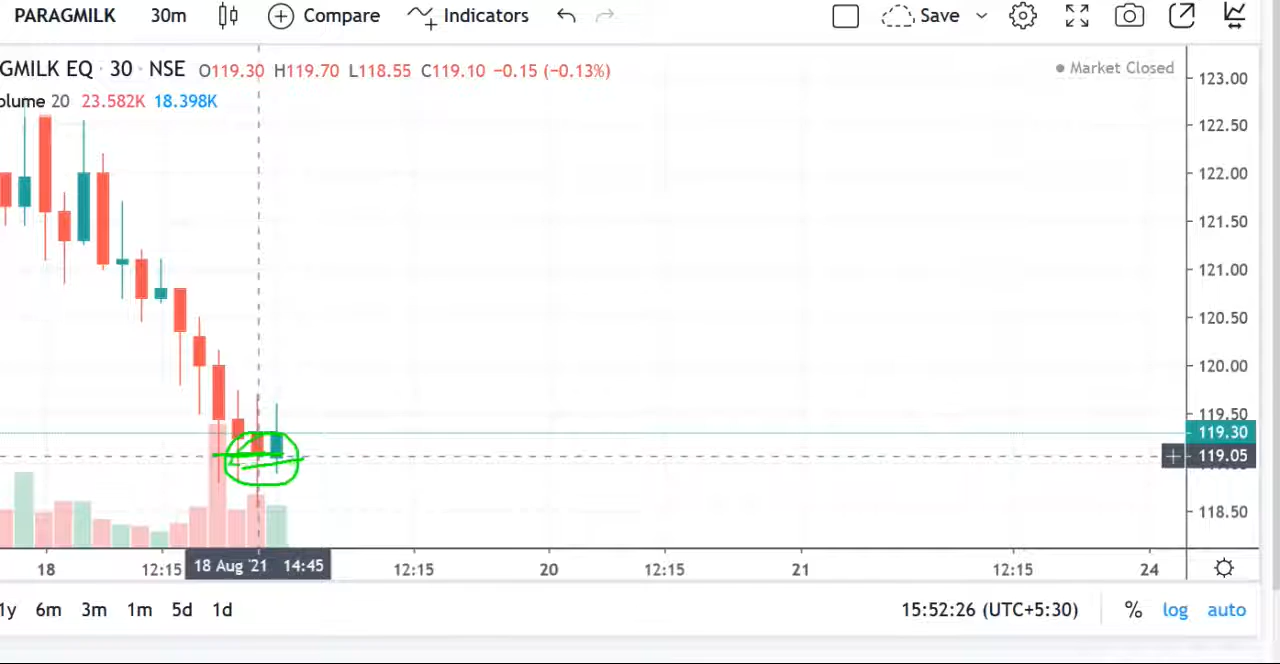 PARAGMILK 30m Compare Indicators Save
GMILK EQ · 30 · NSE O119.30 H119.70 L118.55 C119.10 −0.15 (−0.13%) Market Closed
olume 20 23.582K 18.398K
123.00
122.50
122.00
121.50
121.00
120.50
120.00
119.50
119.30
119.05
118.50
18 12:15 18 Aug '21 14:45 12:15 20 12:15 21 12:15 24
1y 6m 3m 1m 5d 1d 15:52:26 (UTC+5:30) % log auto